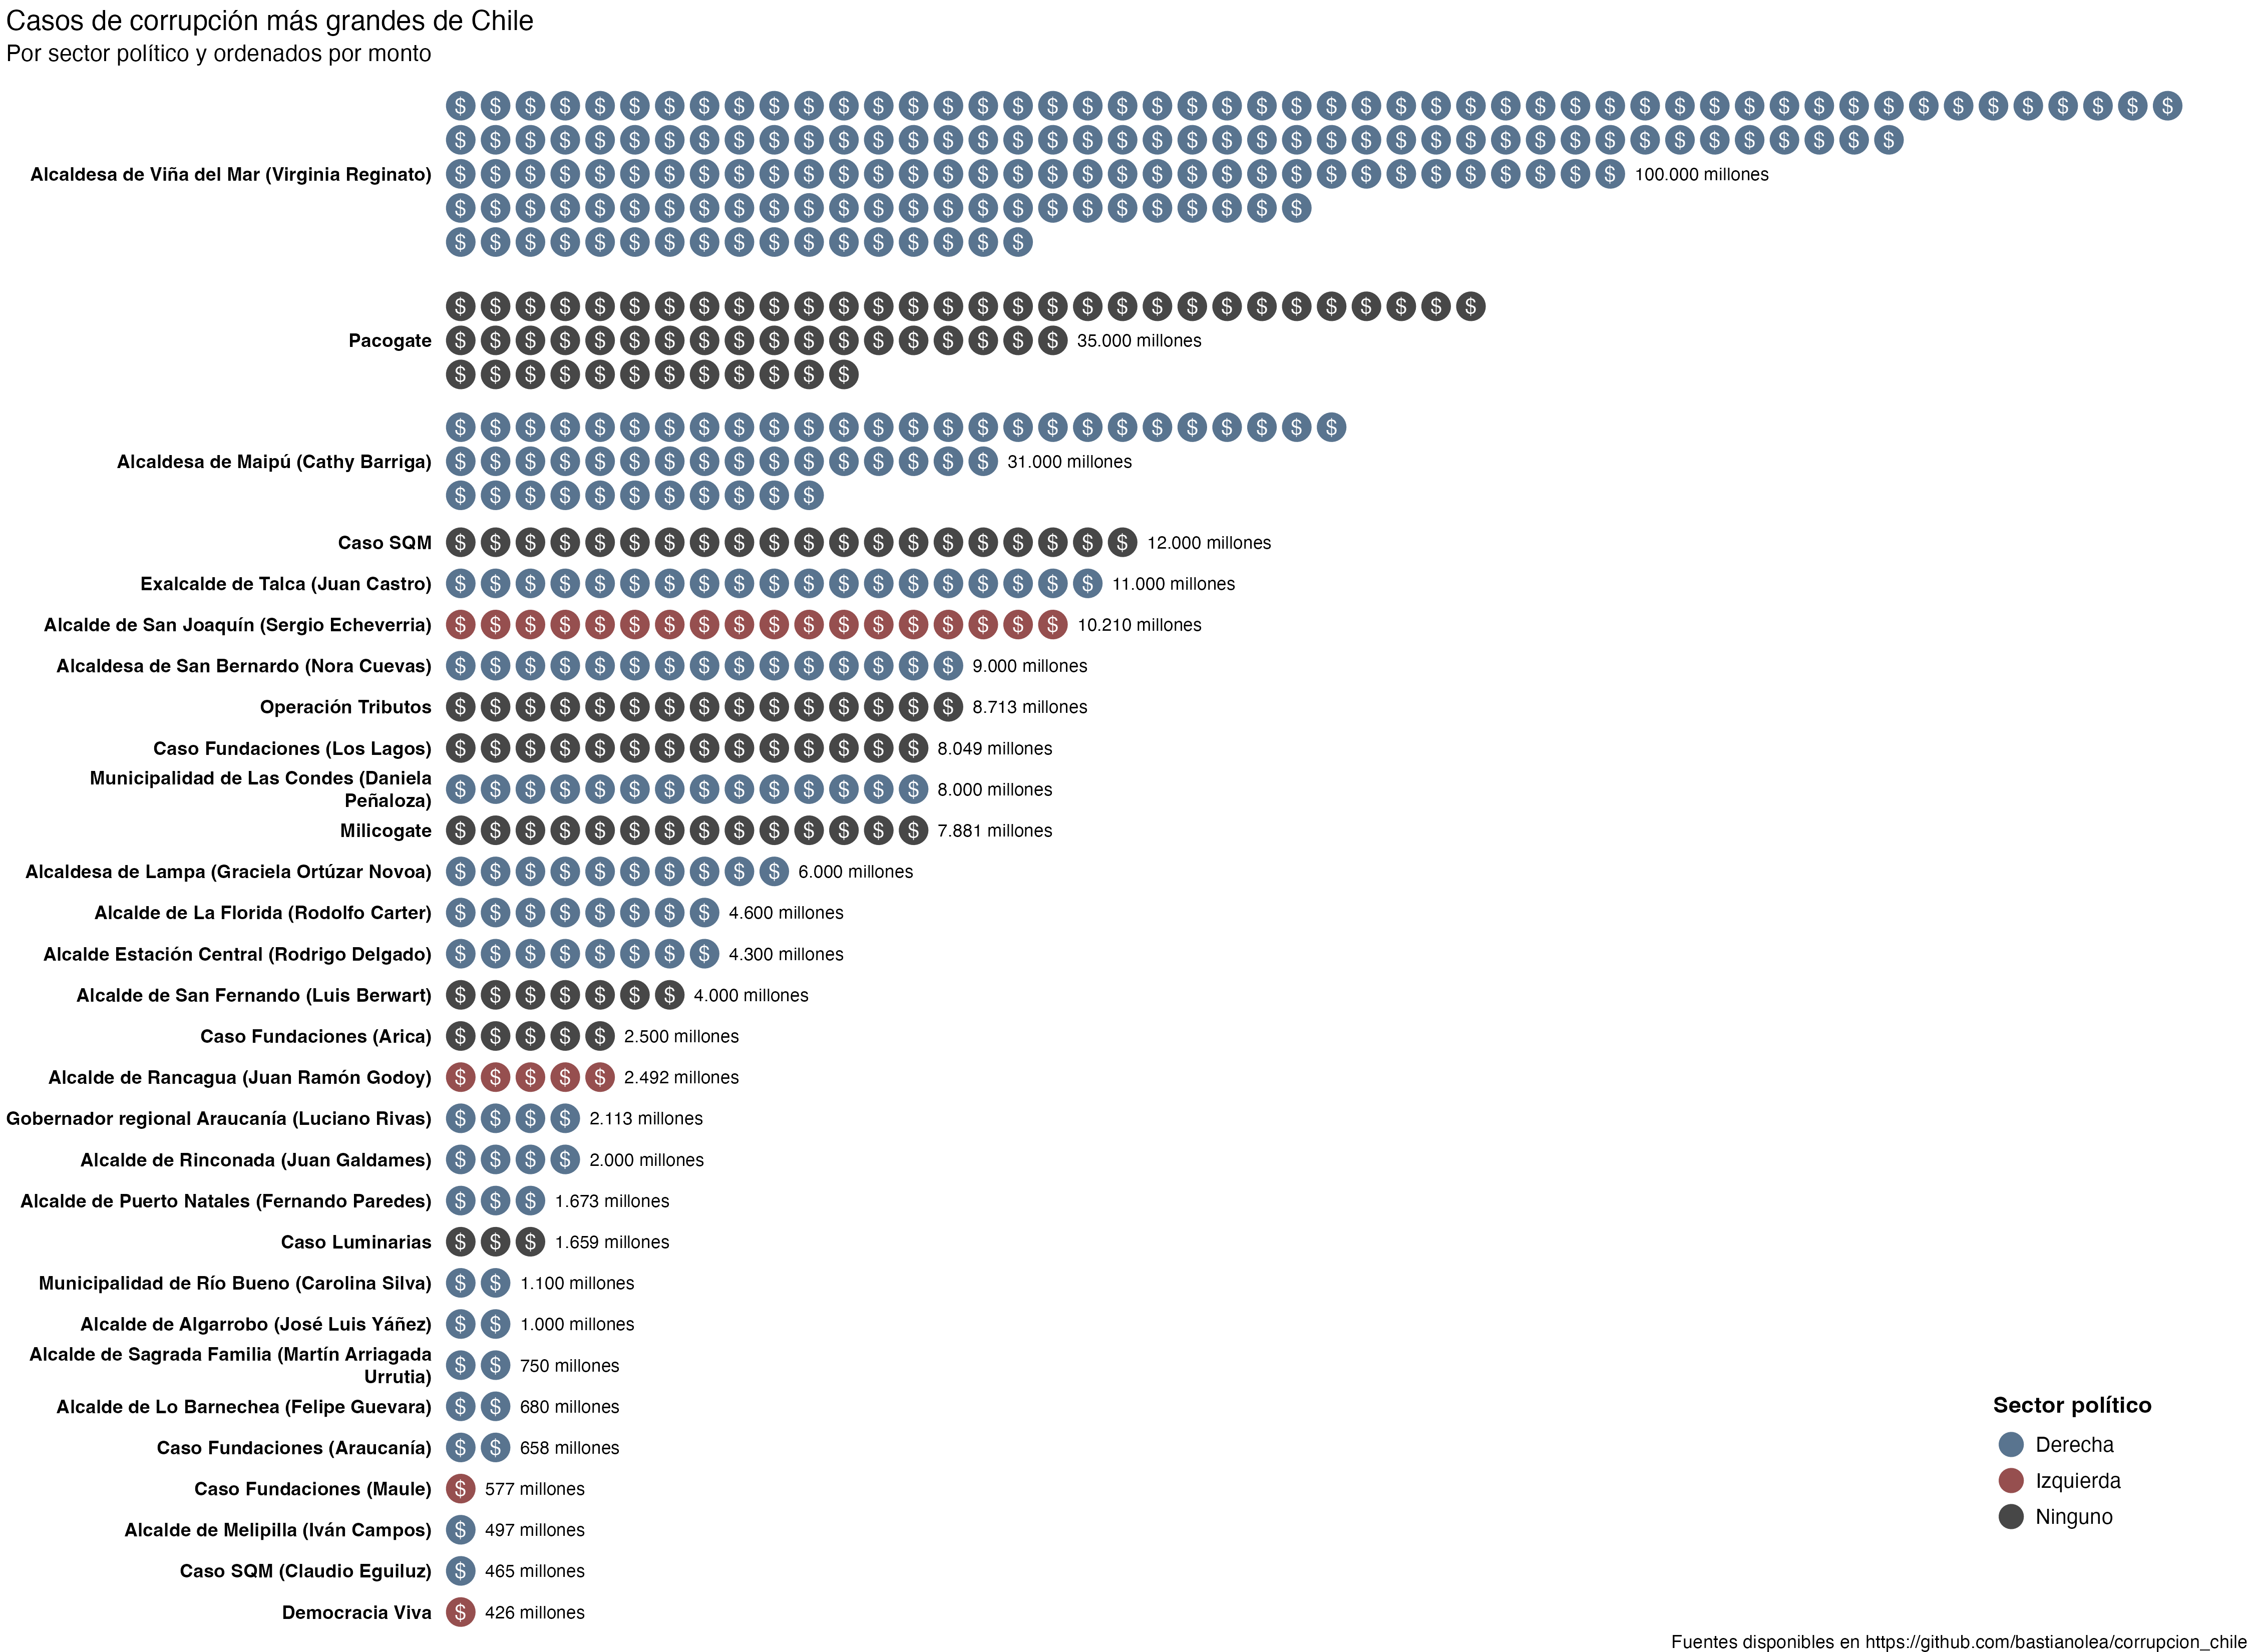 Casos de corrupción más grandes de Chile
Por sector político y ordenados por monto
Alcaldesa de Viña del Mar (Virginia Reginato)
100.000 millones
Pacogate
35.000 millones
Alcaldesa de Maipú (Cathy Barriga)
31.000 millones
Caso SQM
12.000 millones
Exalcalde de Talca (Juan Castro)
11.000 millones
Alcalde de San Joaquín (Sergio Echeverria)
10.210 millones
Alcaldesa de San Bernardo (Nora Cuevas)
9.000 millones
Operación Tributos
8.713 millones
Caso Fundaciones (Los Lagos)
8.049 millones
Municipalidad de Las Condes (Daniela
Peñaloza)
8.000 millones
Milicogate
7.881 millones
Alcaldesa de Lampa (Graciela Ortúzar Novoa)
6.000 millones
Alcalde de La Florida (Rodolfo Carter)
4.600 millones
Alcalde Estación Central (Rodrigo Delgado)
4.300 millones
Alcalde de San Fernando (Luis Berwart)
4.000 millones
Caso Fundaciones (Arica)
2.500 millones
Alcalde de Rancagua (Juan Ramón Godoy)
2.492 millones
Gobernador regional Araucanía (Luciano Rivas)
2.113 millones
Alcalde de Rinconada (Juan Galdames)
2.000 millones
Alcalde de Puerto Natales (Fernando Paredes)
1.673 millones
Caso Luminarias
1.659 millones
Municipalidad de Río Bueno (Carolina Silva)
1.100 millones
Alcalde de Algarrobo (José Luis Yáñez)
1.000 millones
Alcalde de Sagrada Familia (Martín Arriagada
Urrutia)
750 millones
Alcalde de Lo Barnechea (Felipe Guevara)
680 millones
Caso Fundaciones (Araucanía)
658 millones
Caso Fundaciones (Maule)
577 millones
Alcalde de Melipilla (Iván Campos)
497 millones
Caso SQM (Claudio Eguiluz)
465 millones
Democracia Viva
426 millones
Sector político
Derecha
Izquierda
Ninguno
Fuentes disponibles en https://github.com/bastianolea/corrupcion_chile